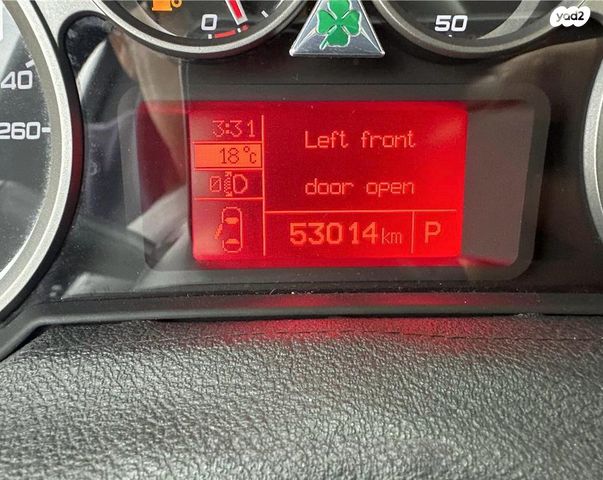 yad2
0
50
40
260
3:31
18°c
0
Left front
door open
53014km
P